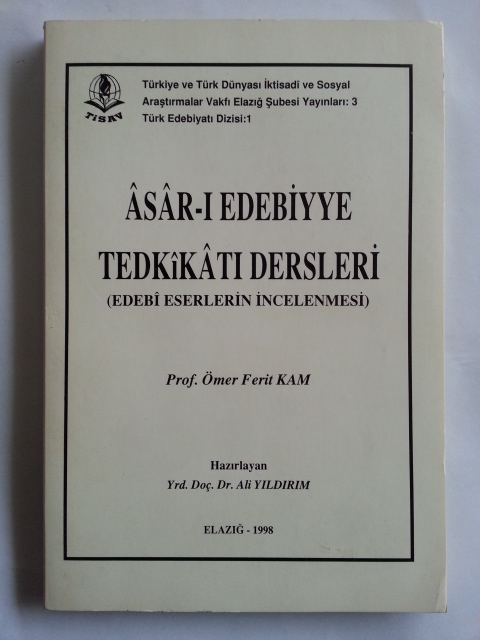 TİSAV
Türkiye ve Türk Dünyası İktisadi ve Sosyal
Araştırmalar Vakfı Elazığ Şubesi Yayınları: 3
Türk Edebiyatı Dizisi:1
ÂSÂR-I EDEBİYYE
TEDKîKÂTI DERSLERİ
(EDEBÎ ESERLERİN İNCELENMESİ)
Prof. Ömer Ferit KAM
Hazırlayan
Yrd. Doç. Dr. Ali YILDIRIM
ELAZIĞ - 1998